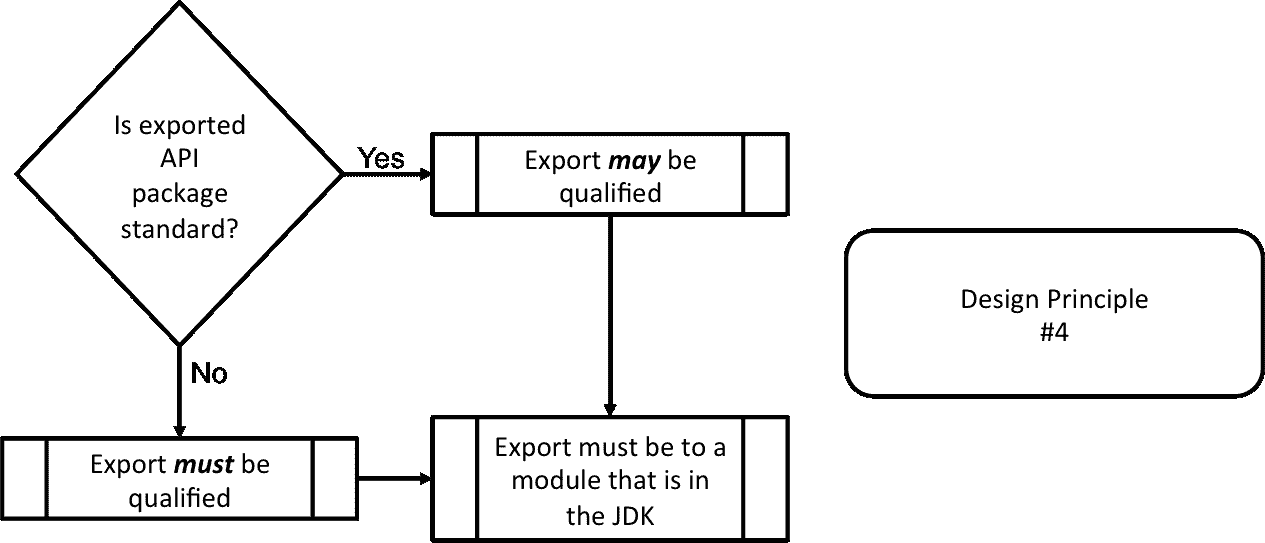 Is exported
API
package
standard?
Yes
Export may be
qualified
Design Principle
#4
No
Export must be
qualified
Export must be to a
module that is in
the JDK